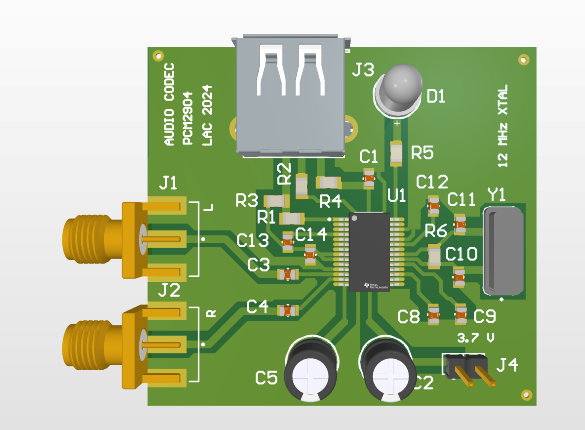 J3
D1
AUDIO CODEC
PCM2904
LAC 2024
12 MHz XTAL
R5
C1
R2
J1
R4
U1
C12
C11
Y1
R3
L
R1
R6
C13
C14
C10
C3
J2
R
C4
C8
C9
3.7 V
J4
C5
C2